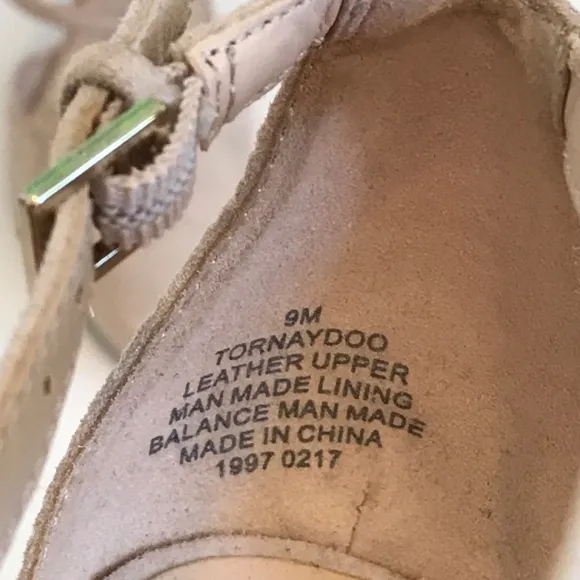 9M
TORNAYDOO
LEATHER UPPER
MAN MADE LINING
BALANCE MAN MADE
MADE IN CHINA
1997 0217